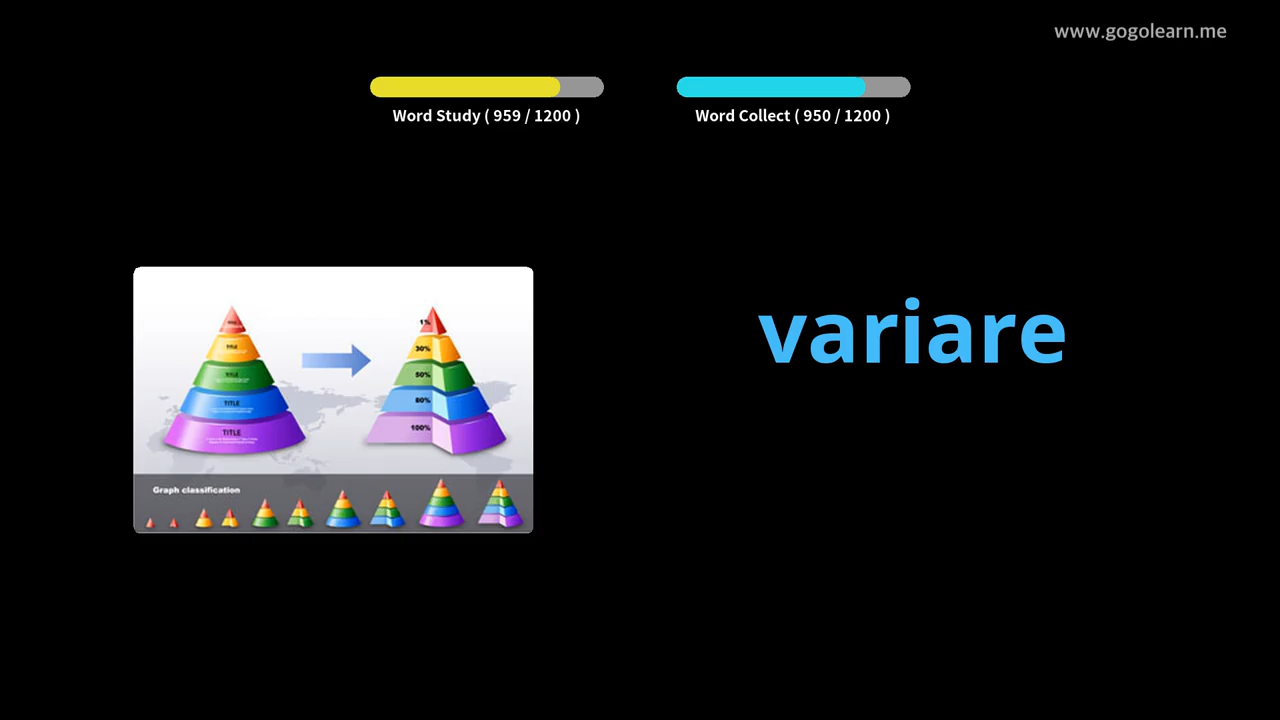 www.gogolearn.me
Word Study ( 959 / 1200 )
Word Collect ( 950 / 1200 )
variare
TITLE
TITLE
TITLE
TITLE
1%
30%
50%
80%
100%
Graph classification